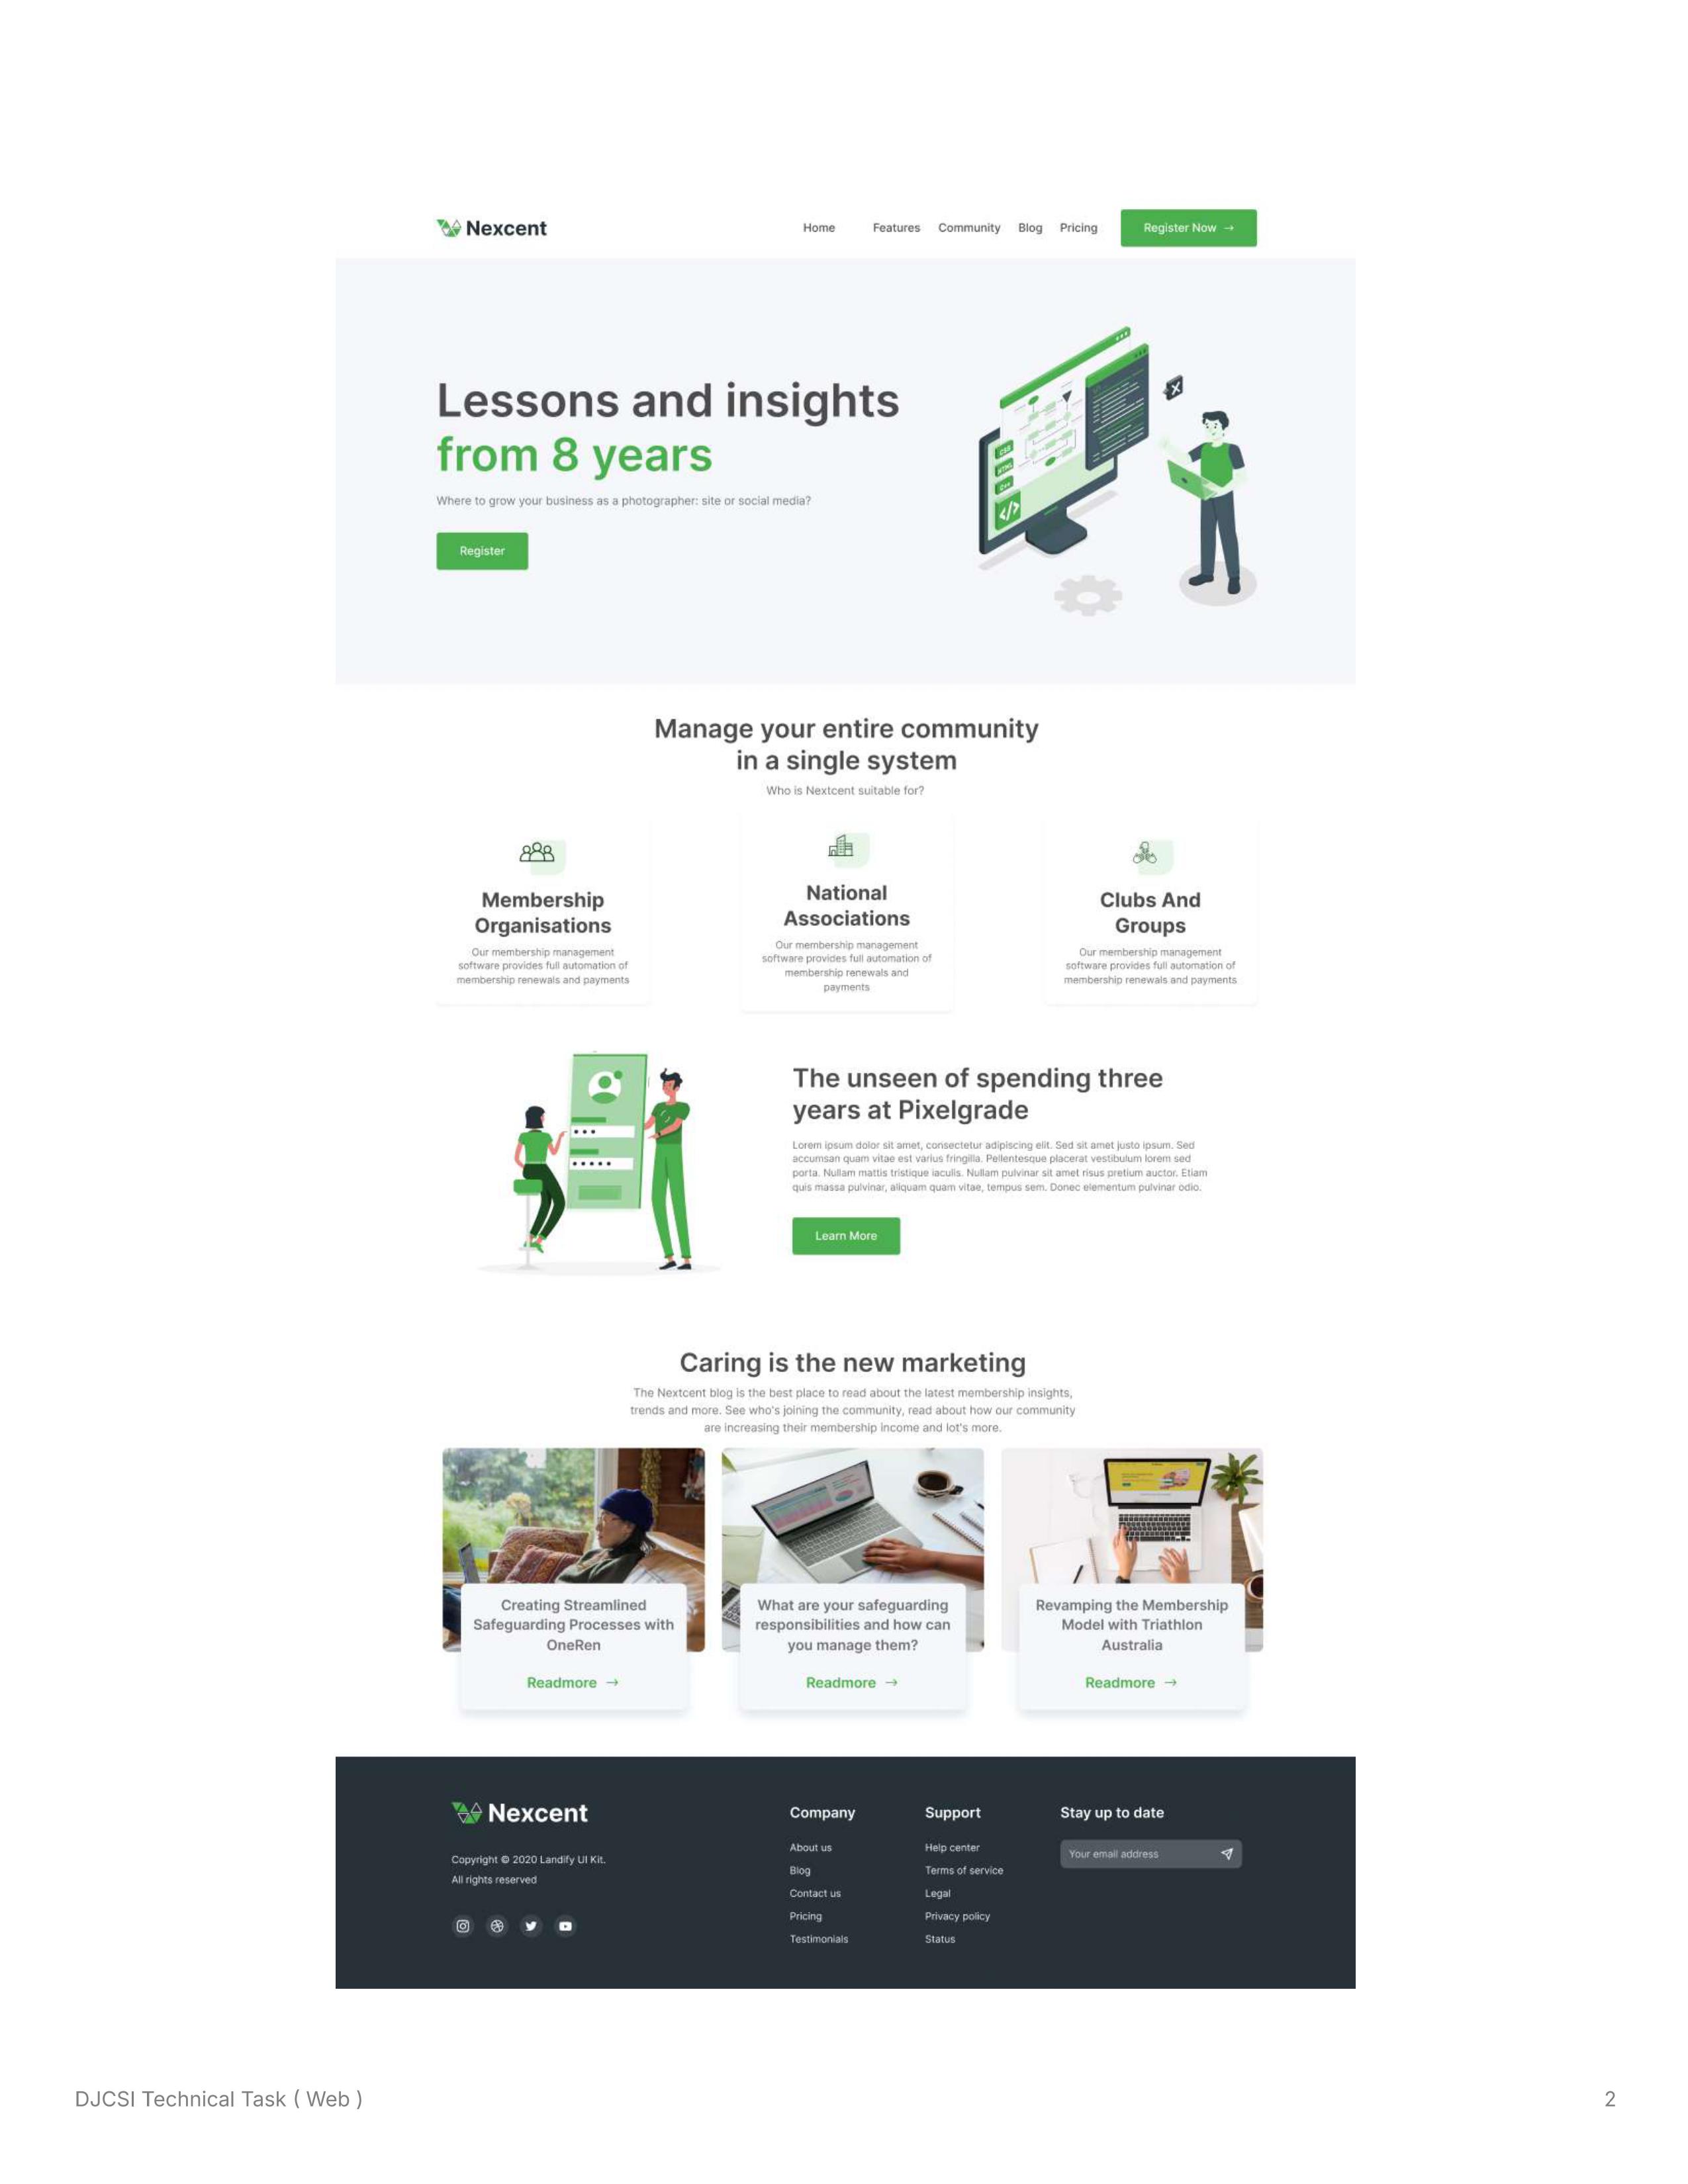 Nexcent
Home Features Community Blog Pricing Register Now →
Lessons and insights
from 8 years
Where to grow your business as a photographer: site or social media?
Register
CSS
HTML
C++
</>
X
Manage your entire community
in a single system
Who is Nextcent suitable for?
Membership
Organisations
Our membership management
software provides full automation of
membership renewals and payments
National
Associations
Our membership management
software provides full automation of
membership renewals and
payments
Clubs And
Groups
Our membership management
software provides full automation of
membership renewals and payments
The unseen of spending three
years at Pixelgrade
Lorem ipsum dolor sit amet, consectetur adipiscing elit. Sed sit amet justo ipsum. Sed
accumsan quam vitae est varius fringilla. Pellentesque placerat vestibulum lorem sed
porta. Nullam mattis tristique iaculis. Nullam pulvinar sit amet risus pretium auctor. Etiam
quis massa pulvinar, aliquam quam vitae, tempus sem. Donec elementum pulvinar odio.
Learn More
Caring is the new marketing
The Nextcent blog is the best place to read about the latest membership insights,
trends and more. See who's joining the community, read about how our community
are increasing their membership income and lot's more.
Creating Streamlined
Safeguarding Processes with
OneRen
Readmore →
What are your safeguarding
responsibilities and how can
you manage them?
Readmore →
Revamping the Membership
Model with Triathlon
Australia
Readmore →
Nexcent
Copyright © 2020 Landify UI Kit.
All rights reserved
Company
About us
Blog
Contact us
Pricing
Testimonials
Support
Help center
Terms of service
Legal
Privacy policy
Status
Stay up to date
Your email address
DJCSI Technical Task ( Web )
2